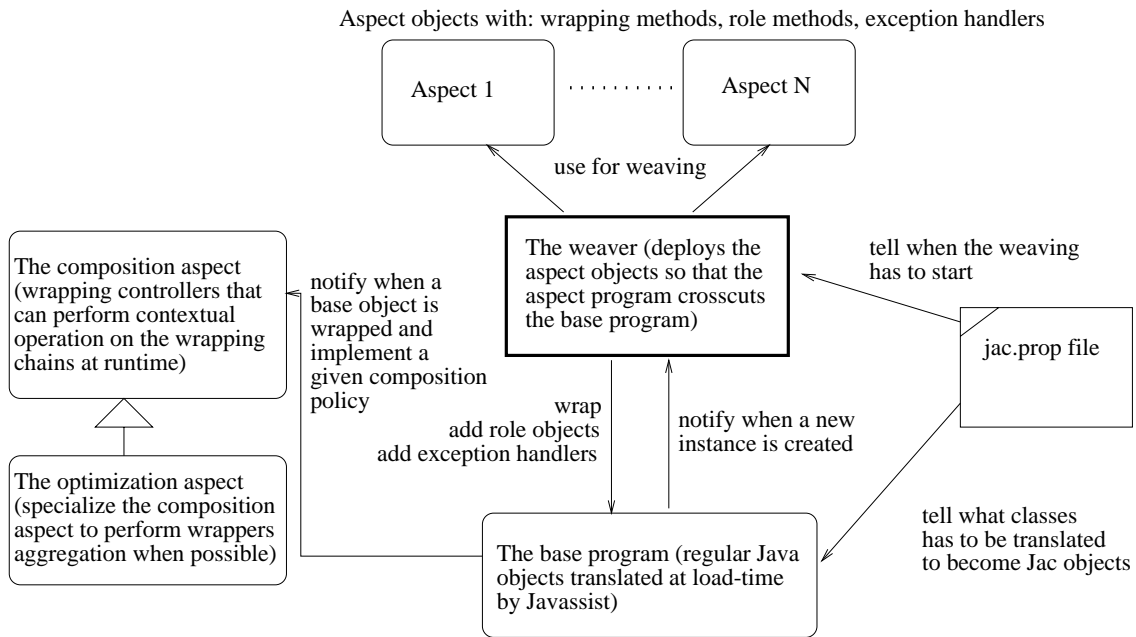 Aspect objects with: wrapping methods, role methods, exception handlers
Aspect 1
Aspect N
use for weaving
The weaver (deploys the
aspect objects so that the
aspect program crosscuts
the base program)
tell when the weaving
has to start
jac.prop file
The composition aspect
(wrapping controllers that
can perform contextual
operation on the wrapping
chains at runtime)
notify when a
base object is
wrapped and
implement a
given composition
policy
wrap
add role objects
add exception handlers
notify when a new
instance is created
The optimization aspect
(specialize the composition
aspect to perform wrappers
aggregation when possible)
The base program (regular Java
objects translated at load-time
by Javassist)
tell what classes
has to be translated
to become Jac objects